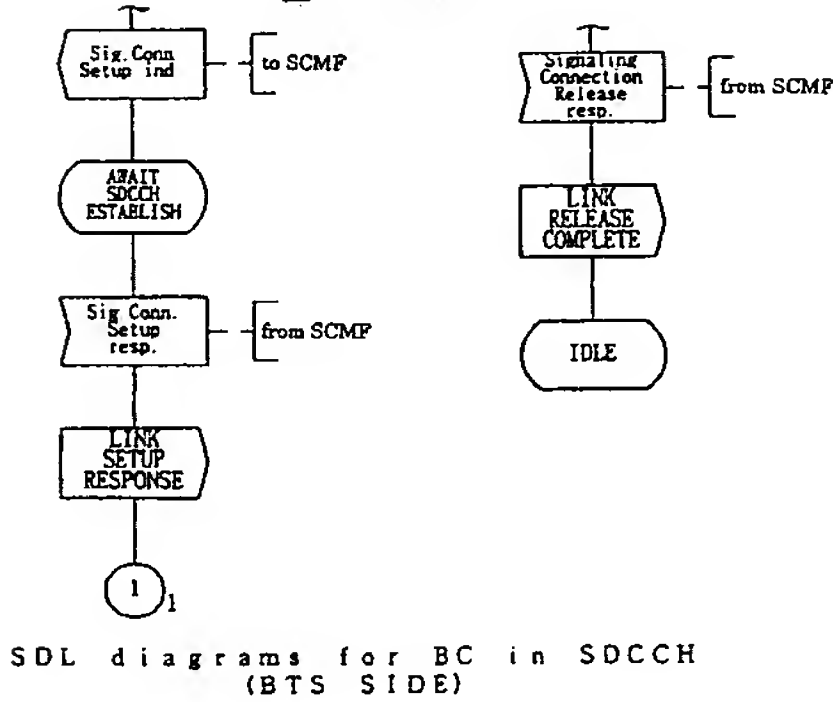 Sig.Conn
Setup ind
to SCMF
AWAIT
SDCCH
ESTABLISH
Sig Conn.
Setup
resp.
from SCMF
LINK
SETUP
RESPONSE
1
1
Signaling
Connection
Release
resp.
from SCMF
LINK
RELEASE
COMPLETE
IDLE
SDL diagrams for BC in SDCCH
(BTS SIDE)